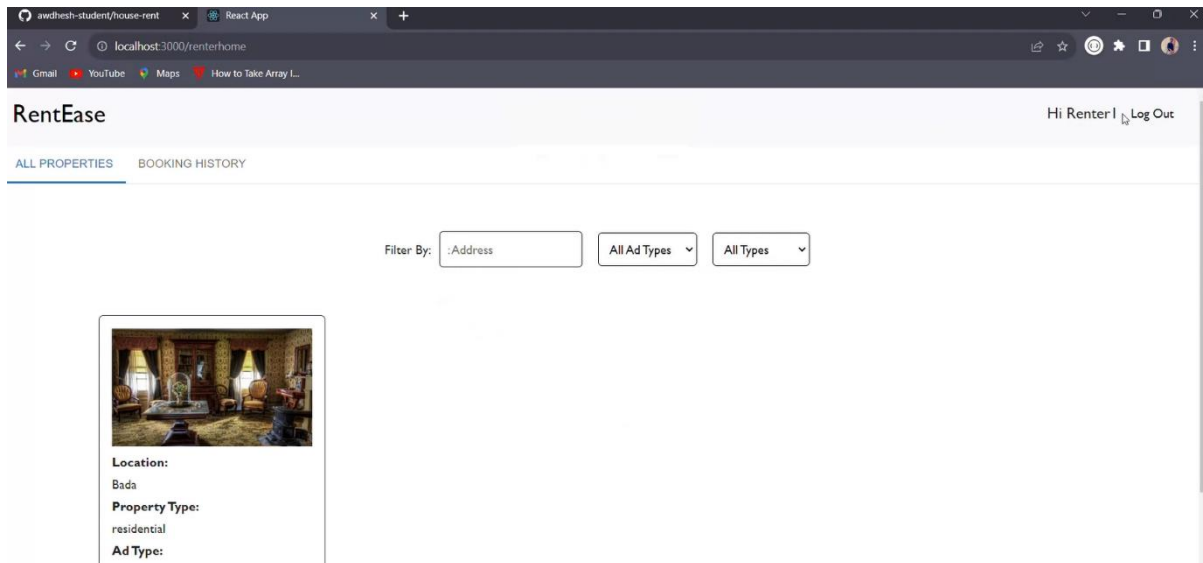 awdhesh-student/house-rent
React App
localhost:3000/renterhome
Gmail YouTube Maps How to Take Array I...
RentEase
Hi Renter1 Log Out
ALL PROPERTIES BOOKING HISTORY
Filter By: :Address All Ad Types All Types
Location:
Bada
Property Type:
residential
Ad Type: